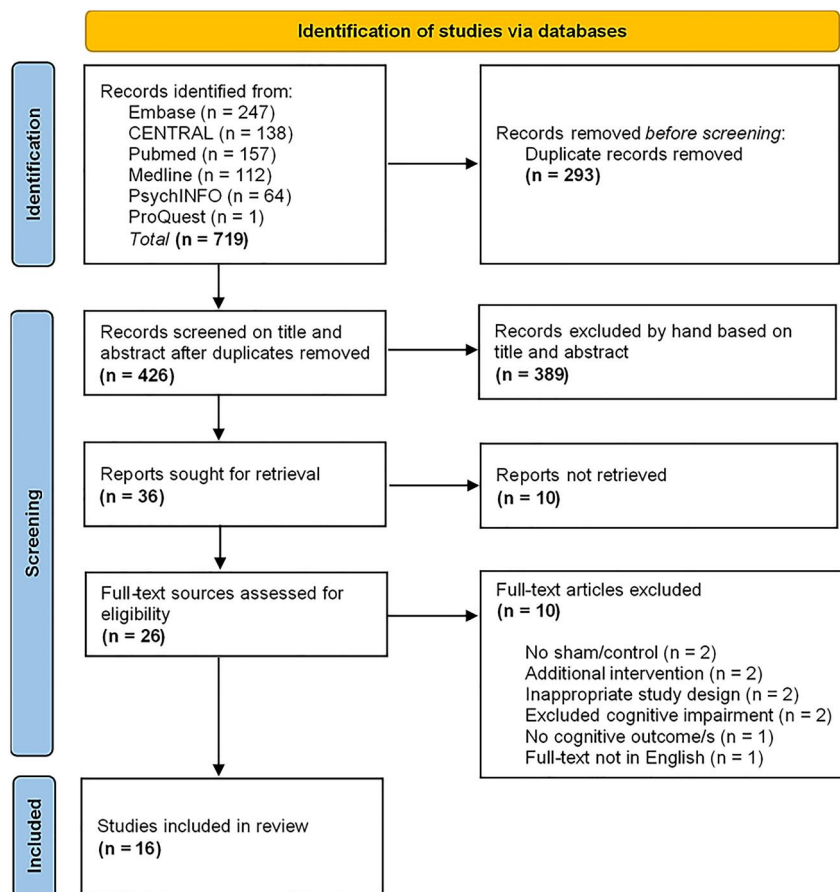 Identification of studies via databases
Identification
Records identified from:
Embase (n = 247)
CENTRAL (n = 138)
Pubmed (n = 157)
Medline (n = 112)
PsychINFO (n = 64)
ProQuest (n = 1)
Total (n = 719)
Records removed before screening:
Duplicate records removed
(n = 293)
Screening
Records screened on title and
abstract after duplicates removed
(n = 426)
Records excluded by hand based on
title and abstract
(n = 389)
Reports sought for retrieval
(n = 36)
Reports not retrieved
(n = 10)
Full-text sources assessed for
eligibility
(n = 26)
Full-text articles excluded
(n = 10)
No sham/control (n = 2)
Additional intervention (n = 2)
Inappropriate study design (n = 2)
Excluded cognitive impairment (n = 2)
No cognitive outcome/s (n = 1)
Full-text not in English (n = 1)
Included
Studies included in review
(n = 16)